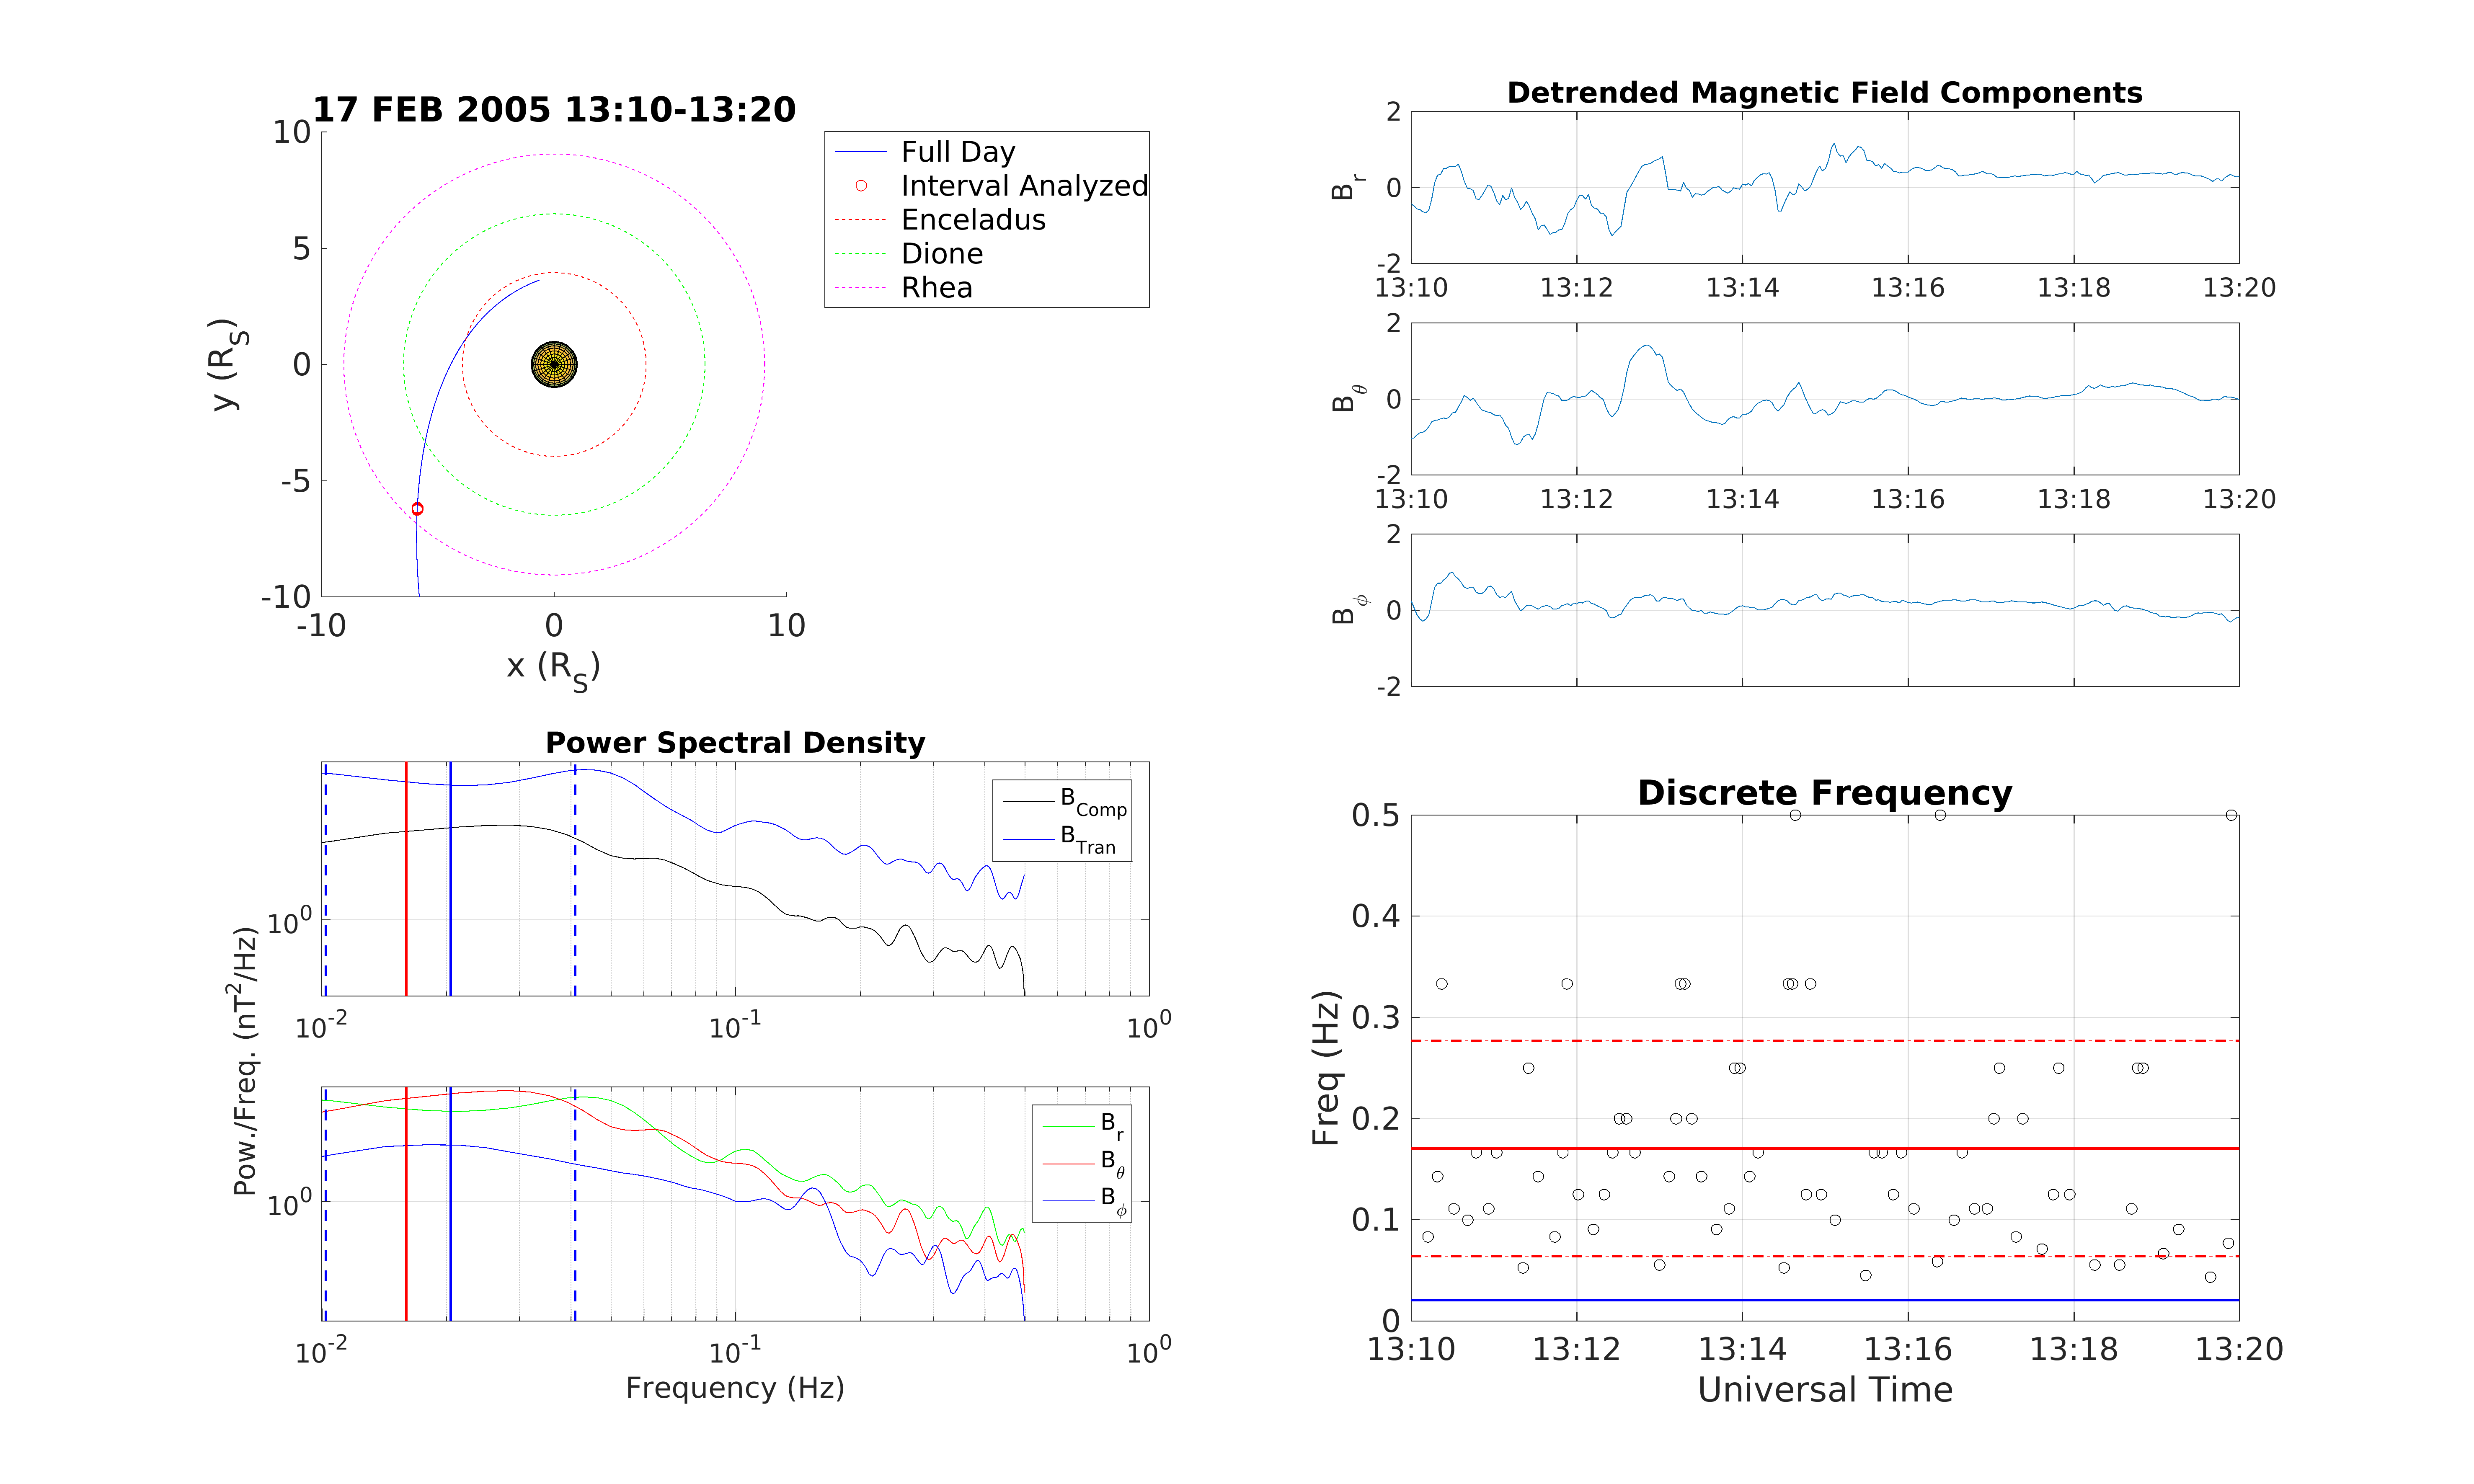 17 FEB 2005 13:10-13:20
10
5
0
-5
-10
-10 0 10
y (R_S)
x (R_S)
Full Day
Interval Analyzed
Enceladus
Dione
Rhea
Detrended Magnetic Field Components
2
0
-2
B_r
13:10 13:12 13:14 13:16 13:18 13:20
2
0
-2
B_θ
13:10 13:12 13:14 13:16 13:18 13:20
2
0
-2
B_ϕ
Power Spectral Density
B_Comp
B_Tran
10^0
10^-2 10^-1 10^0
Pow./Freq. (nT^2/Hz)
B_r
B_θ
B_ϕ
10^0
10^-2 10^-1 10^0
Frequency (Hz)
Discrete Frequency
0.5
0.4
0.3
0.2
0.1
0
Freq (Hz)
13:10 13:12 13:14 13:16 13:18 13:20
Universal Time